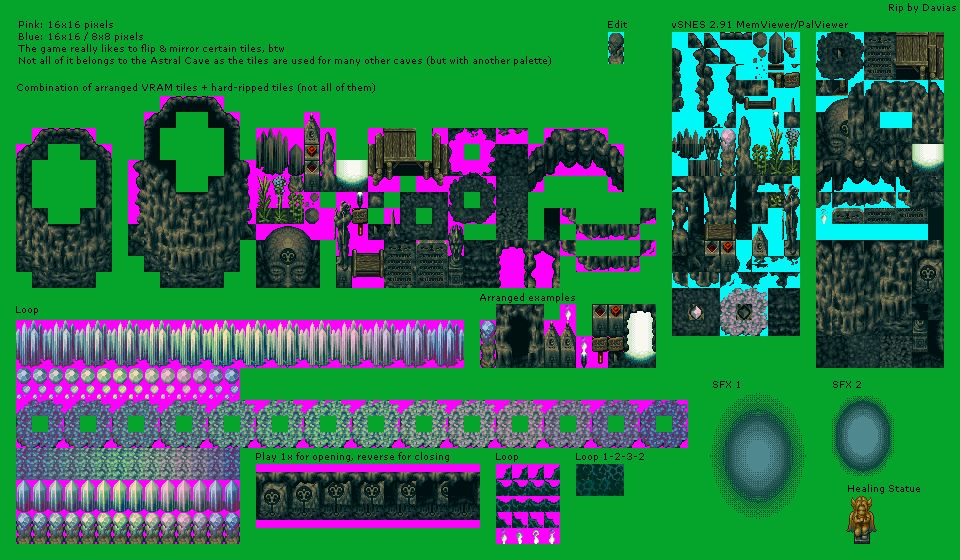 Rip by Davias
Pink: 16x16 pixels
Blue: 16x16 / 8x8 pixels
The game really likes to flip & mirror certain tiles, btw
Not all of it belongs to the Astral Cave as the tiles are used for many other caves (but with another palette)
Edit
vSNES 2.91 MemViewer/PalViewer
Combination of arranged VRAM tiles + hard-ripped tiles (not all of them)
Arranged examples
Loop
SFX 1
SFX 2
Play 1x for opening, reverse for closing
Loop
Loop 1-2-3-2
Healing Statue